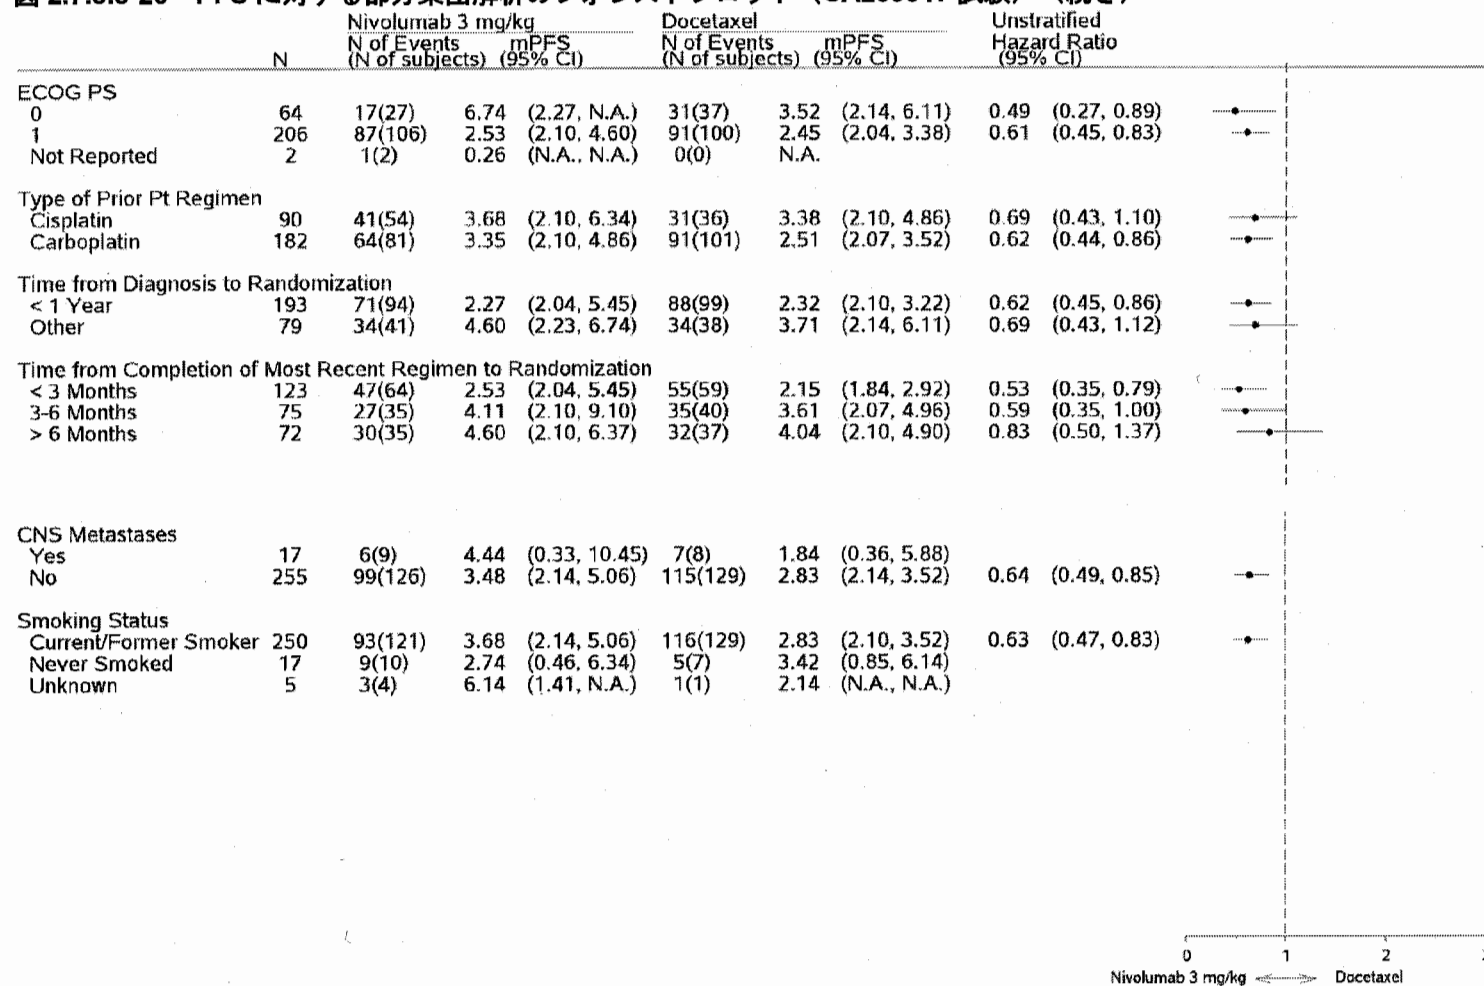 Nivolumab 3 mg/kg Docetaxel Unstratified
N of Events mPFS N of Events mPFS Hazard Ratio
N (N of subjects) (95% CI) (N of subjects) (95% CI) (95% CI)
ECOG PS
0 64 17(27) 6.74 (2.27, N.A.) 31(37) 3.52 (2.14, 6.11) 0.49 (0.27, 0.89)
1 206 87(106) 2.53 (2.10, 4.60) 91(100) 2.45 (2.04, 3.38) 0.61 (0.45, 0.83)
Not Reported 2 1(2) 0.26 (N.A., N.A.) 0(0) N.A.
Type of Prior Pt Regimen
Cisplatin 90 41(54) 3.68 (2.10, 6.34) 31(36) 3.38 (2.10, 4.86) 0.69 (0.43, 1.10)
Carboplatin 182 64(81) 3.35 (2.10, 4.86) 91(101) 2.51 (2.07, 3.52) 0.62 (0.44, 0.86)
Time from Diagnosis to Randomization
< 1 Year 193 71(94) 2.27 (2.04, 5.45) 88(99) 2.32 (2.10, 3.22) 0.62 (0.45, 0.86)
Other 79 34(41) 4.60 (2.23, 6.74) 34(38) 3.71 (2.14, 6.11) 0.69 (0.43, 1.12)
Time from Completion of Most Recent Regimen to Randomization
< 3 Months 123 47(64) 2.53 (2.04, 5.45) 55(59) 2.15 (1.84, 2.92) 0.53 (0.35, 0.79)
3-6 Months 75 27(35) 4.11 (2.10, 9.10) 35(40) 3.61 (2.07, 4.96) 0.59 (0.35, 1.00)
> 6 Months 72 30(35) 4.60 (2.10, 6.37) 32(37) 4.04 (2.10, 4.90) 0.83 (0.50, 1.37)
CNS Metastases
Yes 17 6(9) 4.44 (0.33, 10.45) 7(8) 1.84 (0.36, 5.88)
No 255 99(126) 3.48 (2.14, 5.06) 115(129) 2.83 (2.14, 3.52) 0.64 (0.49, 0.85)
Smoking Status
Current/Former Smoker 250 93(121) 3.68 (2.14, 5.06) 116(129) 2.83 (2.10, 3.52) 0.63 (0.47, 0.83)
Never Smoked 17 9(10) 2.74 (0.46, 6.34) 5(7) 3.42 (0.85, 6.14)
Unknown 5 3(4) 6.14 (1.41, N.A.) 1(1) 2.14 (N.A., N.A.)
0 1 2
Nivolumab 3 mg/kg Docetaxel